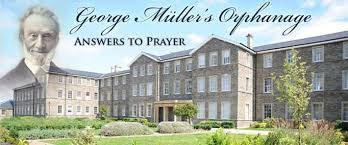 George Müller's Orphanage
ANSWERS TO PRAYER